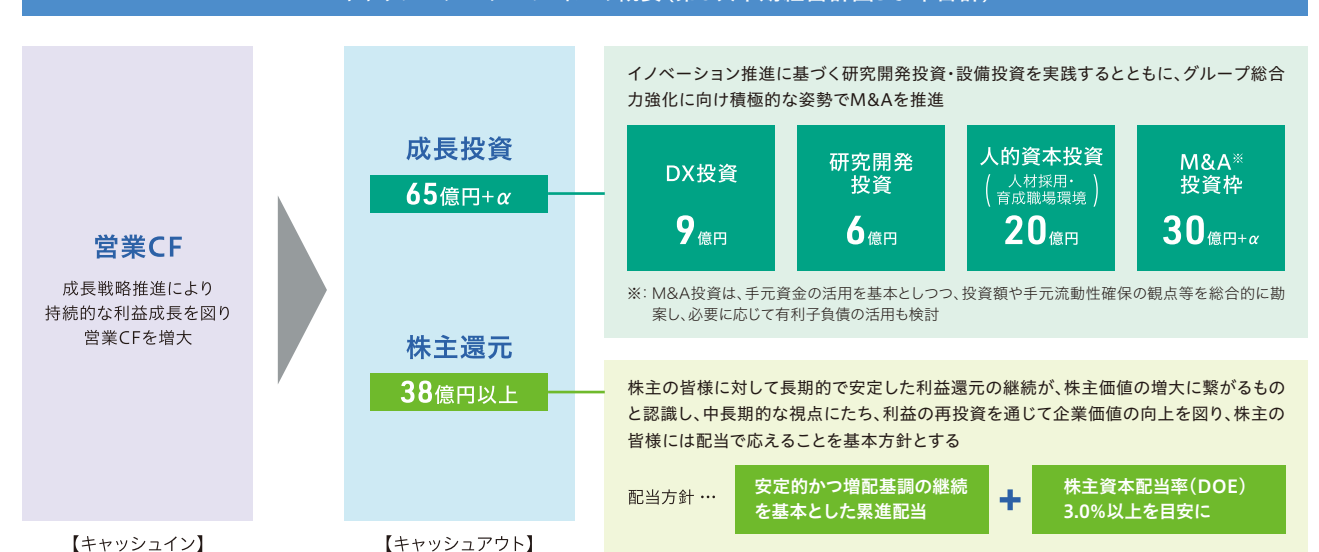 営業CF
成長戦略推進により
持続的な利益成長を図り
営業CFを増大
【キャッシュイン】
成長投資
65億円+α
株主還元
38億円以上
【キャッシュアウト】
イノベーション推進に基づく研究開発投資・設備投資を実践するとともに、グループ総合
力強化に向け積極的な姿勢でM&Aを推進
DX投資
9億円
研究開発
投資
6億円
人的資本投資
(人材採用・
育成職場環境)
20億円
M&A※
投資枠
30億円+α
※：M&A投資は、手元資金の活用を基本としつつ、投資額や手元流動性確保の観点等を総合的に勘
案し、必要に応じて有利子負債の活用も検討
株主の皆様に対して長期的で安定した利益還元の継続が、株主価値の増大に繋がるもの
と認識し、中長期的な視点にたち、利益の再投資を通じて企業価値の向上を図り、株主の
皆様には配当で応えることを基本方針とする
配当方針 …
安定的かつ増配基調の継続
を基本とした累進配当
+
株主資本配当率(DOE)
3.0%以上を目安に